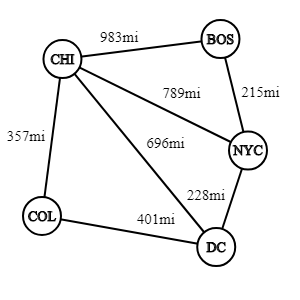 983mi
BOS
CHI
789mi
215mi
357mi
696mi
NYC
228mi
COL
401mi
DC